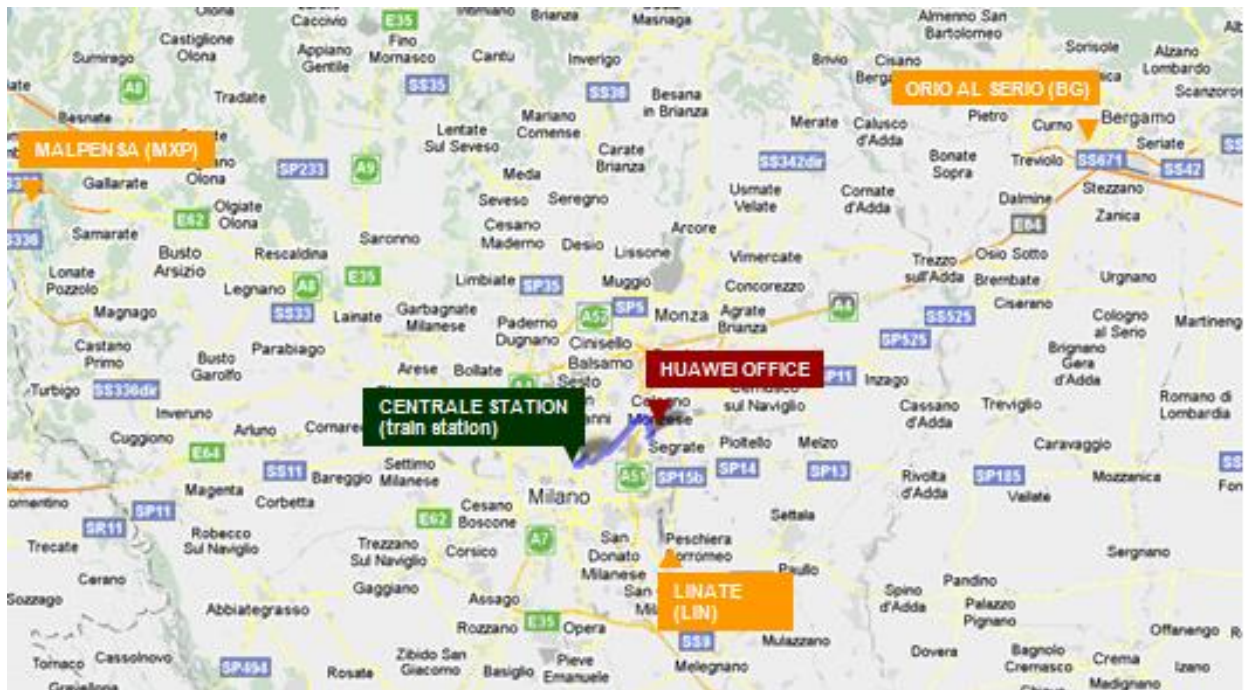 Olona
Caccivio
E35
Intimiano
Brianza
Masnaga
Almenno San
Bartolomeo
Sumirago
Castiglione
Olona
Appiano
Gentile
Fino
Mornasco
Cantù
Inverigo
Brivio
Cisano
Sorisole
Alzano
Lombardo
A8
Tradate
SS35
SS36
Besana
in Brianza
ORIO AL SERIO (BG)
Besnate
Mariano
Comense
Merate
Calusco
d'Adda
Pietro
Curno
Bergamo
MALPENSA (MXP)
Lentate
Sul Seveso
Carate
Brianza
Seriate
Gallarate
Olona
SP233
A9
Meda
SS342dir
Bonate
Sopra
Treviolo
SS671
SS42
Olgiate
Olona
E62
Seveso
Seregno
Usmate
Velate
Cornate
d'Adda
Dalmine
Stezzano
Zanica
SS336
Samarate
Busto
Arsizio
Rescaldina
Saronno
Cesano
Maderno
Desio
Lissone
Arcore
Vimercate
E64
Osio Sotto
Lonate
Pozzolo
Legnano
A8
E35
Limbiate
SP35
Muggio
Concorezzo
Trezzo
sull'Adda
Brembate
Urgnano
Magnago
SS33
Lainate
Garbagnate
Milanese
Paderno
Dugnano
A52
SP5
Monza
Agrate
Brianza
A4
SS525
Ciserano
Cologno
al Serio
Castano
Primo
Busto
Garolfo
Parabiago
Arese
Bollate
Cinisello
Balsamo
Sesto
SP525
Brignano
Gera
d'Adda
Turbigo
SS336dir
HUAWEI OFFICE
SP11
Inzago
Romano di
Lombardia
Inveruno
CENTRALE STATION
(train station)
Cologno
Monzese
sul Naviglio
Cassano
d'Adda
Treviglio
Cuggiono
Arluno
Segrate
Pioltello
Melzo
Caravaggio
E64
SS11
Bareggio
Settimo
Milanese
A51
SP15b
SP14
SP13
Rivolta
d'Adda
SP185
Mozzanica
Magenta
Corbetta
Milano
SP11
SR11
E62
Cesano
Boscone
Settala
Trecate
Robecco
Sul Naviglio
Trezzano
Sul Naviglio
Corsico
A7
San
Donato
Milanese
Peschiera
Borromeo
Sergnano
Cerano
Gaggiano
Paullo
Pandino
Sozzago
Abbiategrasso
Assago
LINATE
(LIN)
Spino
d'Adda
Palazzo
Pignano
Rozzano
E35
Opera
SS9
Mulazzano
Offanengo
Tornaco
Cassolnovo
SP494
Rosate
Zibido San
Giacomo
Basiglio
Pieve
Emanuele
Melegnano
Dovera
Bagnolo
Cremasco
Crema
Izano
Madignano